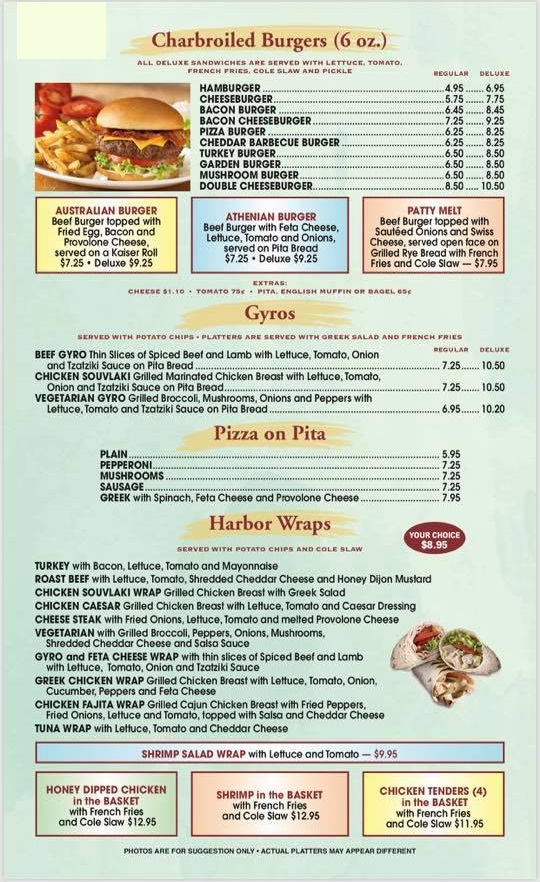 Charbroiled Burgers (6 oz.)
ALL DELUXE SANDWICHES ARE SERVED WITH LETTUCE, TOMATO,
FRENCH FRIES, COLE SLAW AND PICKLE
REGULAR DELUXE
HAMBURGER 4.95 ...... 6.95
CHEESEBURGER 5.75 ...... 7.75
BACON BURGER 6.45 ...... 8.45
BACON CHEESEBURGER 7.25 ...... 9.25
PIZZA BURGER 6.25 ...... 8.25
CHEDDAR BARBECUE BURGER 6.25 ...... 8.25
TURKEY BURGER 6.50 ...... 8.50
GARDEN BURGER 6.50 ...... 8.50
MUSHROOM BURGER 6.50 ...... 8.50
DOUBLE CHEESEBURGER 8.50 ...... 10.50
AUSTRALIAN BURGER
Beef Burger topped with
Fried Egg, Bacon and
Provolone Cheese,
served on a Kaiser Roll
$7.25 • Deluxe $9.25
ATHENIAN BURGER
Beef Burger with Feta Cheese,
Lettuce, Tomato and Onions,
served on Pita Bread
$7.25 • Deluxe $9.25
PATTY MELT
Beef Burger topped with
Sautéed Onions and Swiss
Cheese, served open face on
Grilled Rye Bread with French
Fries and Cole Slaw — $7.95
EXTRAS:
CHEESE $1.10 • TOMATO 75¢ • PITA, ENGLISH MUFFIN OR BAGEL 65¢
Gyros
SERVED WITH POTATO CHIPS • PLATTERS ARE SERVED WITH GREEK SALAD AND FRENCH FRIES
REGULAR DELUXE
BEEF GYRO Thin Slices of Spiced Beef and Lamb with Lettuce, Tomato, Onion
and Tzatziki Sauce on Pita Bread 7.25 ...... 10.50
CHICKEN SOUVLAKI Grilled Marinated Chicken Breast with Lettuce, Tomato,
Onion and Tzatziki Sauce on Pita Bread 7.25 ...... 10.50
VEGETARIAN GYRO Grilled Broccoli, Mushrooms, Onions and Peppers with
Lettuce, Tomato and Tzatziki Sauce on Pita Bread 6.95 ...... 10.20
Pizza on Pita
PLAIN 5.95
PEPPERONI 7.25
MUSHROOMS 7.25
SAUSAGE 7.25
GREEK with Spinach, Feta Cheese and Provolone Cheese 7.95
Harbor Wraps
SERVED WITH POTATO CHIPS AND COLE SLAW
YOUR CHOICE
$8.95
TURKEY with Bacon, Lettuce, Tomato and Mayonnaise
ROAST BEEF with Lettuce, Tomato, Shredded Cheddar Cheese and Honey Dijon Mustard
CHICKEN SOUVLAKI WRAP Grilled Chicken Breast with Greek Salad
CHICKEN CAESAR Grilled Chicken Breast with Lettuce, Tomato and Caesar Dressing
CHEESE STEAK with Fried Onions, Lettuce, Tomato and melted Provolone Cheese
VEGETARIAN with Grilled Broccoli, Peppers, Onions, Mushrooms,
Shredded Cheddar Cheese and Salsa Sauce
GYRO and FETA CHEESE WRAP with thin slices of Spiced Beef and Lamb
with Lettuce, Tomato, Onion and Tzatziki Sauce
GREEK CHICKEN WRAP Grilled Chicken Breast with Lettuce, Tomato, Onion,
Cucumber, Peppers and Feta Cheese
CHICKEN FAJITA WRAP Grilled Cajun Chicken Breast with Fried Peppers,
Fried Onions, Lettuce and Tomato, topped with Salsa and Cheddar Cheese
TUNA WRAP with Lettuce, Tomato and Cheddar Cheese
SHRIMP SALAD WRAP with Lettuce and Tomato — $9.95
HONEY DIPPED CHICKEN
in the BASKET
with French Fries
and Cole Slaw $12.95
SHRIMP in the BASKET
with French Fries
and Cole Slaw $12.95
CHICKEN TENDERS (4)
in the BASKET
with French Fries
and Cole Slaw $11.95
PHOTOS ARE FOR SUGGESTION ONLY • ACTUAL PLATTERS MAY APPEAR DIFFERENT